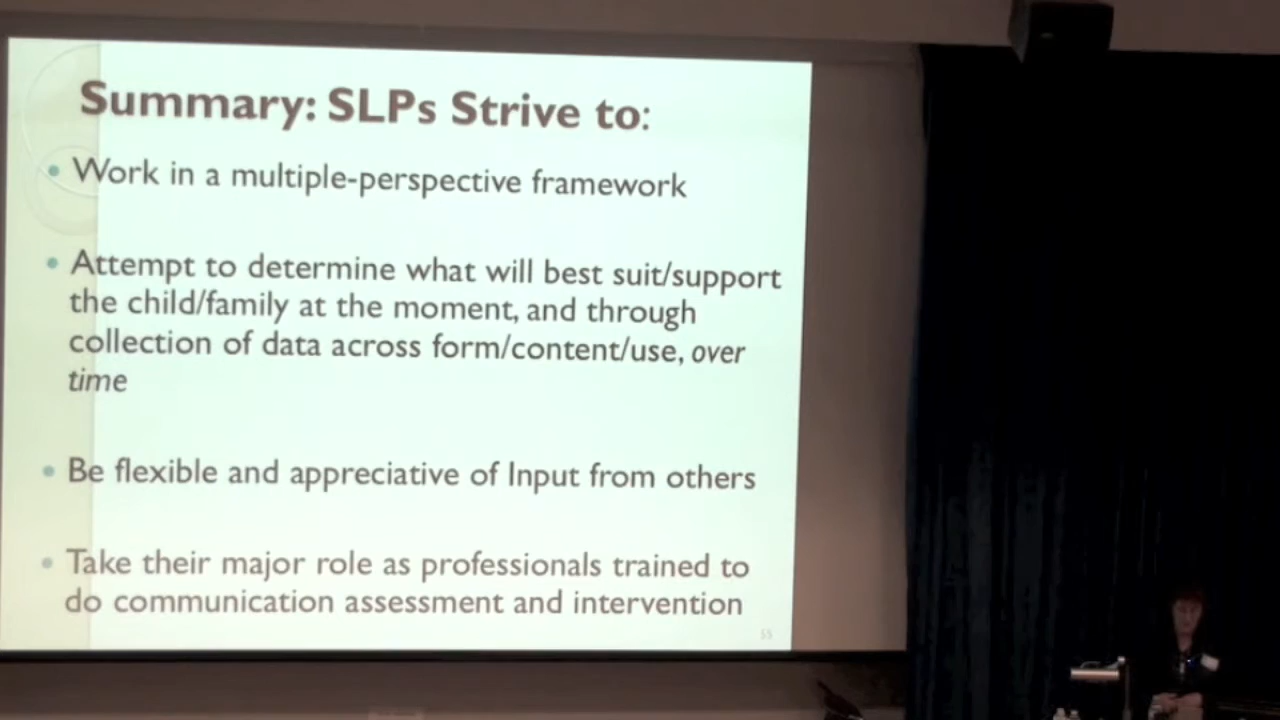 Summary: SLPs Strive to:
• Work in a multiple-perspective framework
• Attempt to determine what will best suit/support
the child/family at the moment, and through
collection of data across form/content/use, over
time
• Be flexible and appreciative of Input from others
• Take their major role as professionals trained to
do communication assessment and intervention
55